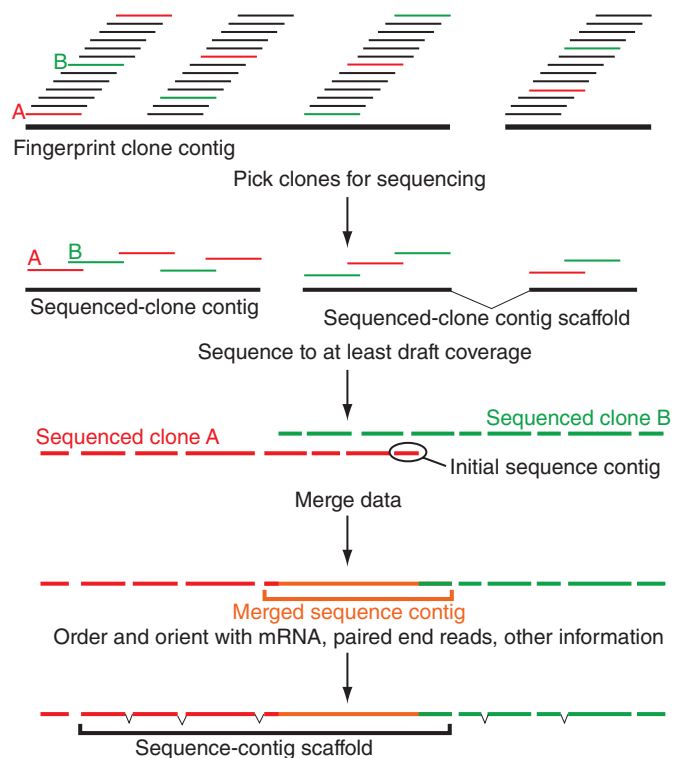 B
A
Fingerprint clone contig
Pick clones for sequencing
A
B
Sequenced-clone contig
Sequenced-clone contig scaffold
Sequence to at least draft coverage
Sequenced clone B
Sequenced clone A
Initial sequence contig
Merge data
Merged sequence contig
Order and orient with mRNA, paired end reads, other information
Sequence-contig scaffold